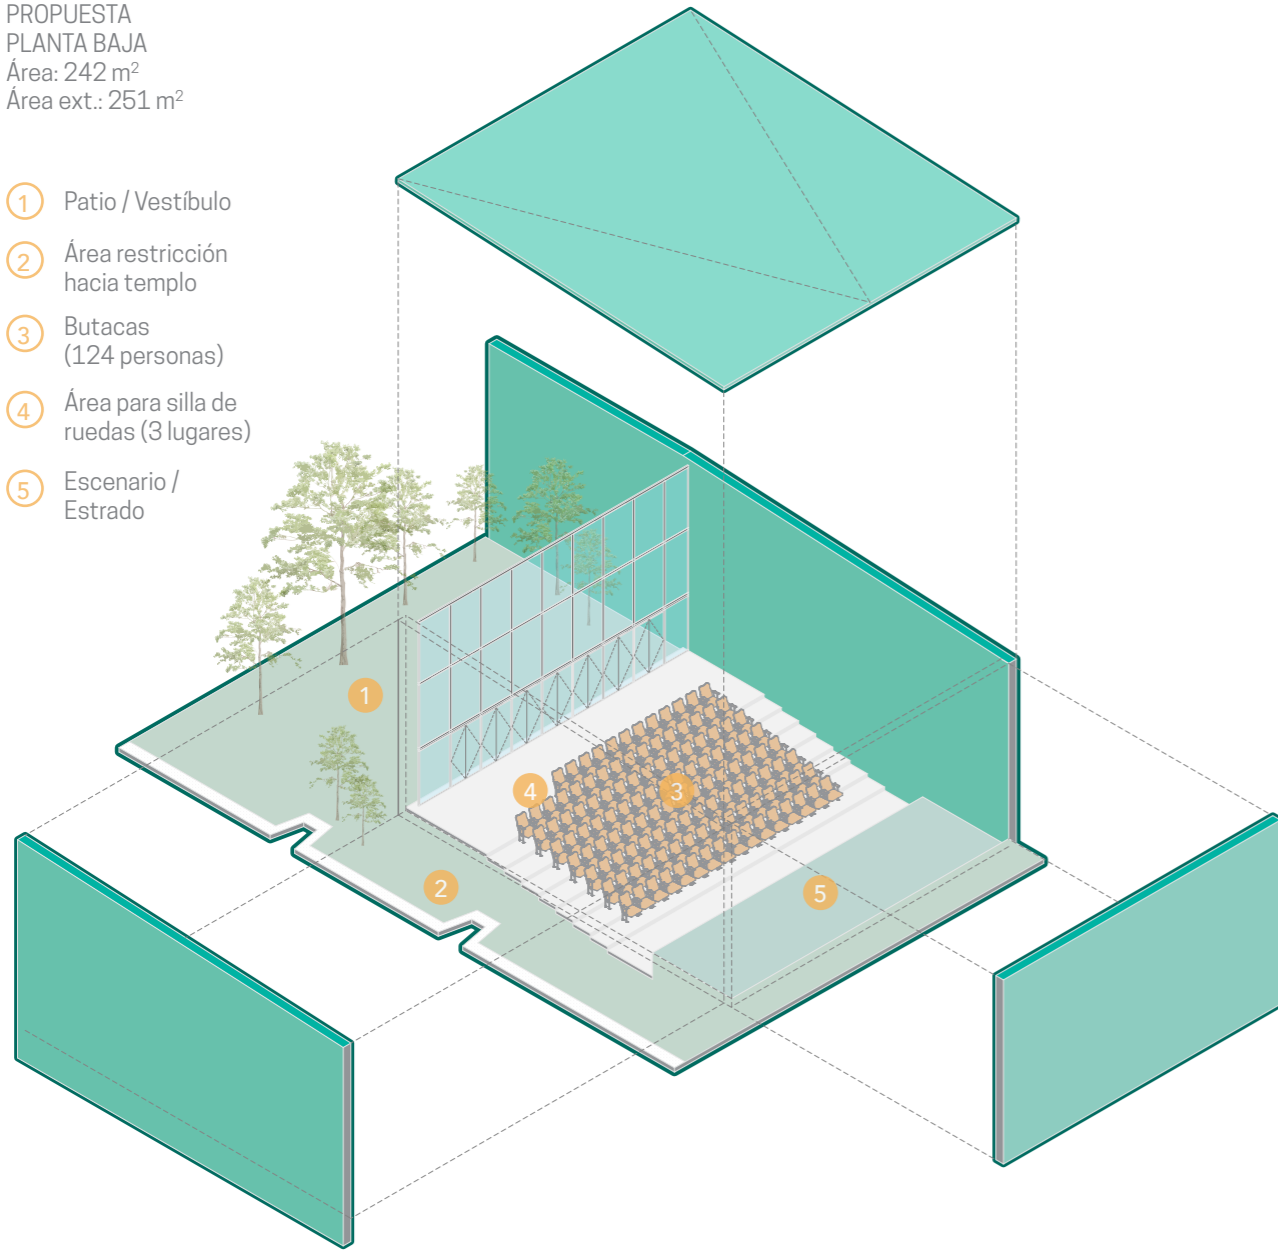 PROPUESTA
PLANTA BAJA
Área: 242 m²
Área ext.: 251 m²
1 Patio / Vestíbulo
2 Área restricción
hacia templo
3 Butacas
(124 personas)
4 Área para silla de
ruedas (3 lugares)
5 Escenario /
Estrado
1
4
3
2
5